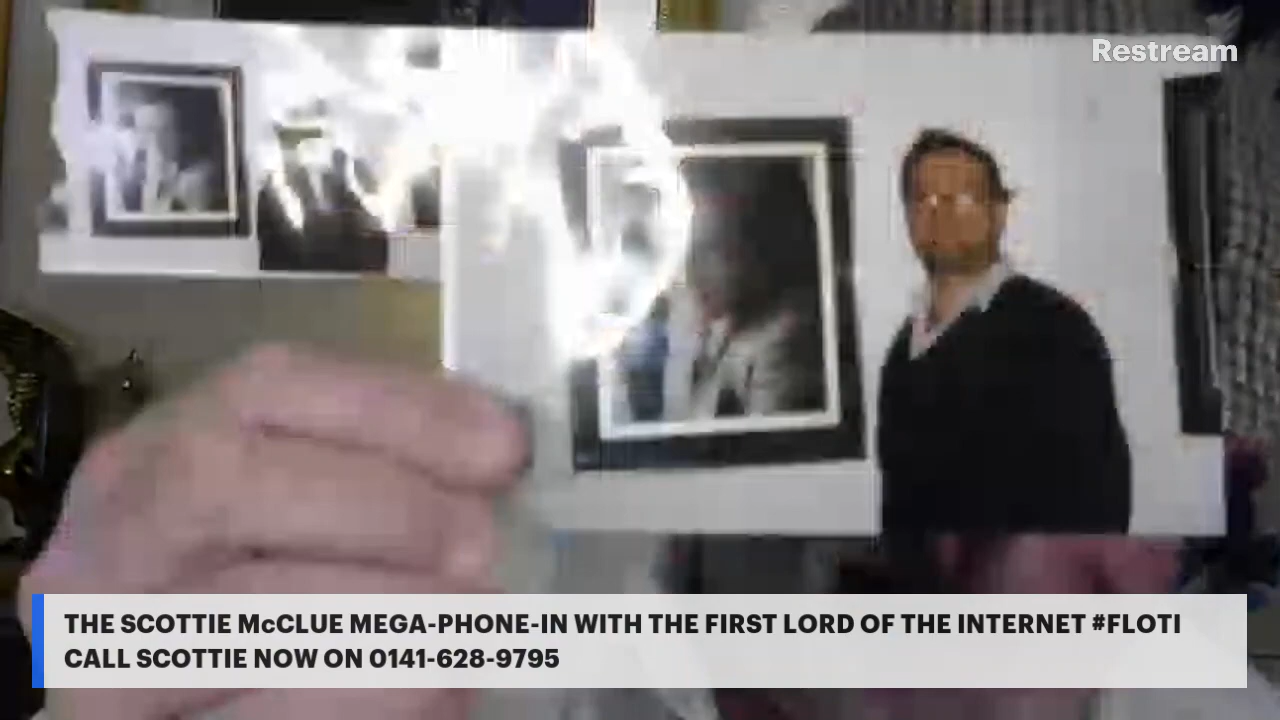 Restream
THE SCOTTIE McCLUE MEGA-PHONE-IN WITH THE FIRST LORD OF THE INTERNET #FLOTI
CALL SCOTTIE NOW ON 0141-628-9795